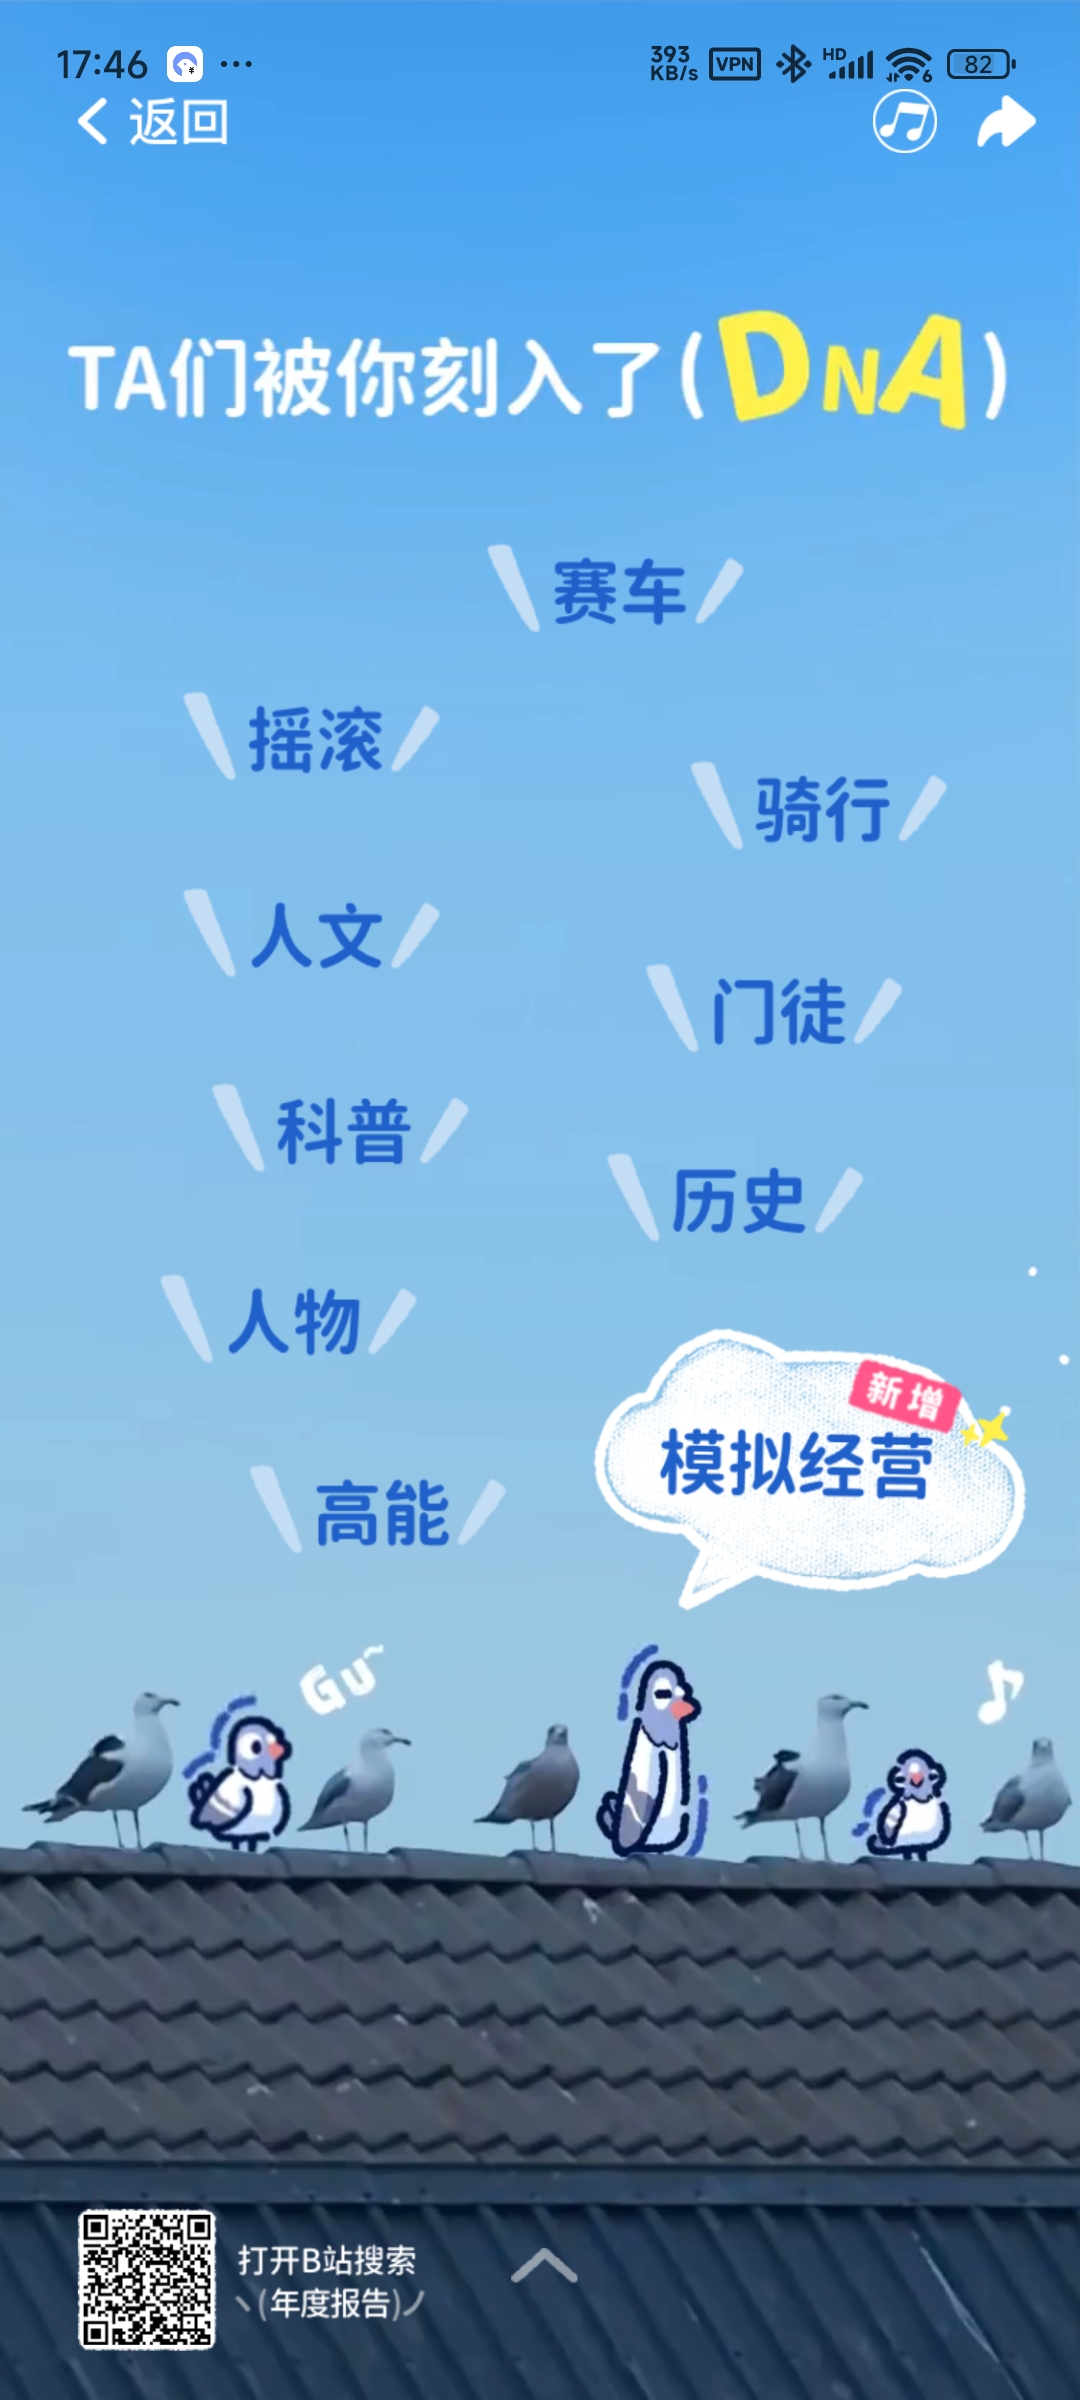 17:46
393
KB/s
VPN
HD
6
82
返回
TA们被你刻入了(DNA)
赛车
摇滚
骑行
人文
门徒
科普
历史
人物
新增
模拟经营
高能
Gu~
打开B站搜索
(年度报告)